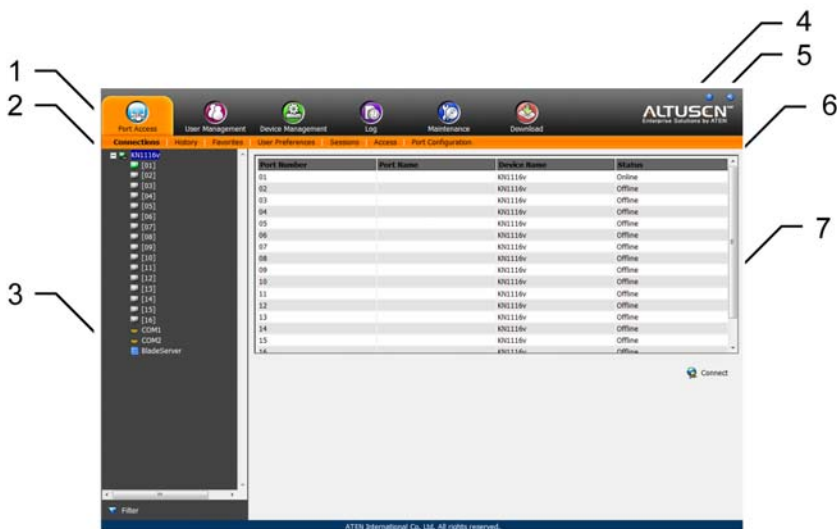 4
5
1
2
6
7
3
ALTUSCN™
Enterprise Solutions by ATEN
Port Access User Management Device Management Log Maintenance Download
Connections History Favorites User Preferences Sessions Access Port Configuration
KN1116v
[01]
[02]
[03]
[04]
[05]
[06]
[07]
[08]
[09]
[10]
[11]
[12]
[13]
[14]
[15]
[16]
COM1
COM2
BladeServer
Filter
Port Number Port Name Device Name Status
01 KN1116v Online
02 KN1116v Offline
03 KN1116v Offline
04 KN1116v Offline
05 KN1116v Offline
06 KN1116v Offline
07 KN1116v Offline
08 KN1116v Offline
09 KN1116v Offline
10 KN1116v Offline
11 KN1116v Offline
12 KN1116v Offline
13 KN1116v Offline
14 KN1116v Offline
15 KN1116v Offline
16 KN1116v Offline
Connect
ATEN International Co. Ltd. All rights reserved.